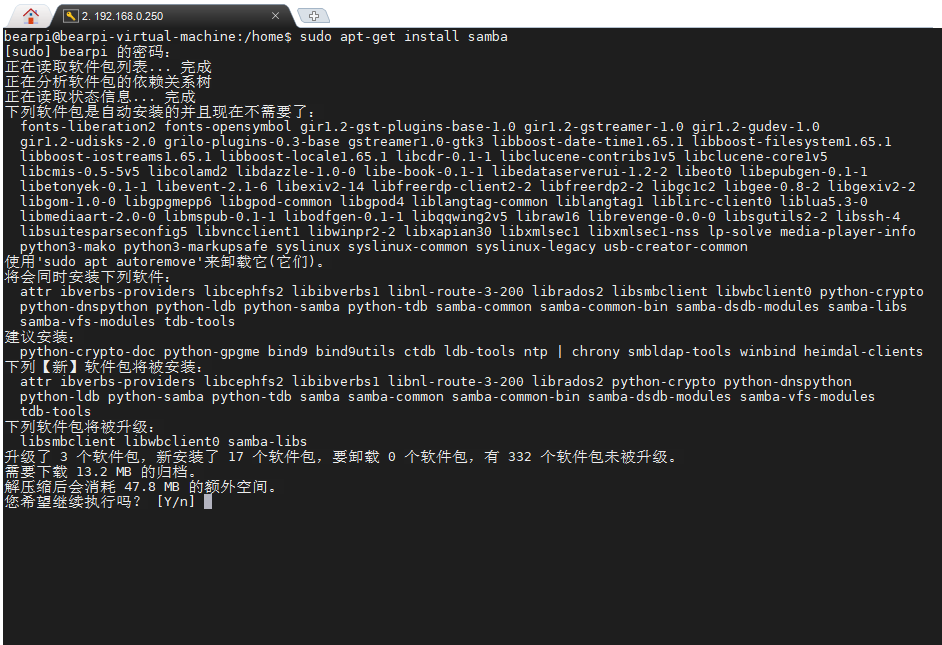 2. 192.168.0.250
bearpi@bearpi-virtual-machine:/home$ sudo apt-get install samba
[sudo] bearpi 的密码：
正在读取软件包列表... 完成
正在分析软件包的依赖关系树
正在读取状态信息... 完成
下列软件包是自动安装的并且现在不需要了：
fonts-liberation2 fonts-opensymbol gir1.2-gst-plugins-base-1.0 gir1.2-gstreamer-1.0 gir1.2-gudev-1.0
gir1.2-udisks-2.0 grilo-plugins-0.3-base gstreamer1.0-gtk3 libboost-date-time1.65.1 libboost-filesystem1.65.1
libboost-iostreams1.65.1 libboost-locale1.65.1 libcdr-0.1-1 libclucene-contribs1v5 libclucene-core1v5
libcmis-0.5-5v5 libcolamd2 libdazzle-1.0-0 libe-book-0.1-1 libedataserverui-1.2-2 libeot0 libepubgen-0.1-1
libetonyek-0.1-1 libevent-2.1-6 libexiv2-14 libfreerdp-client2-2 libfreerdp2-2 libgc1c2 libgee-0.8-2 libgexiv2-2
libgom-1.0-0 libgpgmepp6 libgpod-common libgpod4 liblangtag-common liblangtag1 liblirc-client0 liblua5.3-0
libmediaart-2.0-0 libmspub-0.1-1 libodfgen-0.1-1 libqqwing2v5 libraw16 librevenge-0.0-0 libsgutils2-2 libssh-4
libsuitesparseconfig5 libvncclient1 libwinpr2-2 libxapian30 libxmlsec1 libxmlsec1-nss lp-solve media-player-info
python3-mako python3-markupsafe syslinux syslinux-common syslinux-legacy usb-creator-common
使用'sudo apt autoremove'来卸载它(它们)。
将会同时安装下列软件：
attr ibverbs-providers libcephfs2 libibverbs1 libnl-route-3-200 librados2 libsmbclient libwbclient0 python-crypto
python-dnspython python-ldb python-samba python-tdb samba-common samba-common-bin samba-dsdb-modules samba-libs
samba-vfs-modules tdb-tools
建议安装：
python-crypto-doc python-gpgme bind9 bind9utils ctdb ldb-tools ntp | chrony smbldap-tools winbind heimdal-clients
下列【新】软件包将被安装：
attr ibverbs-providers libcephfs2 libibverbs1 libnl-route-3-200 librados2 python-crypto python-dnspython
python-ldb python-samba python-tdb samba samba-common samba-common-bin samba-dsdb-modules samba-vfs-modules
tdb-tools
下列软件包将被升级：
libsmbclient libwbclient0 samba-libs
升级了 3 个软件包，新安装了 17 个软件包，要卸载 0 个软件包，有 332 个软件包未被升级。
需要下载 13.2 MB 的归档。
解压缩后会消耗 47.8 MB 的额外空间。
您希望继续执行吗？ [Y/n]